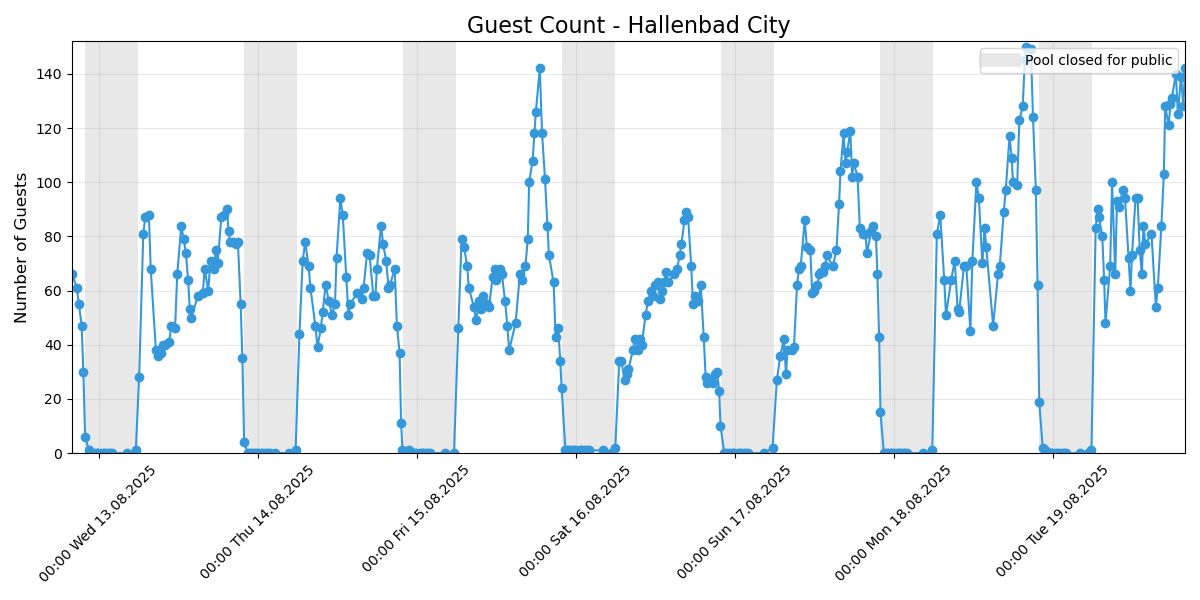 Guest Count - Hallenbad City
Pool closed for public
Number of Guests
140
120
100
80
60
40
20
0
00:00 Wed 13.08.2025
00:00 Thu 14.08.2025
00:00 Fri 15.08.2025
00:00 Sat 16.08.2025
00:00 Sun 17.08.2025
00:00 Mon 18.08.2025
00:00 Tue 19.08.2025